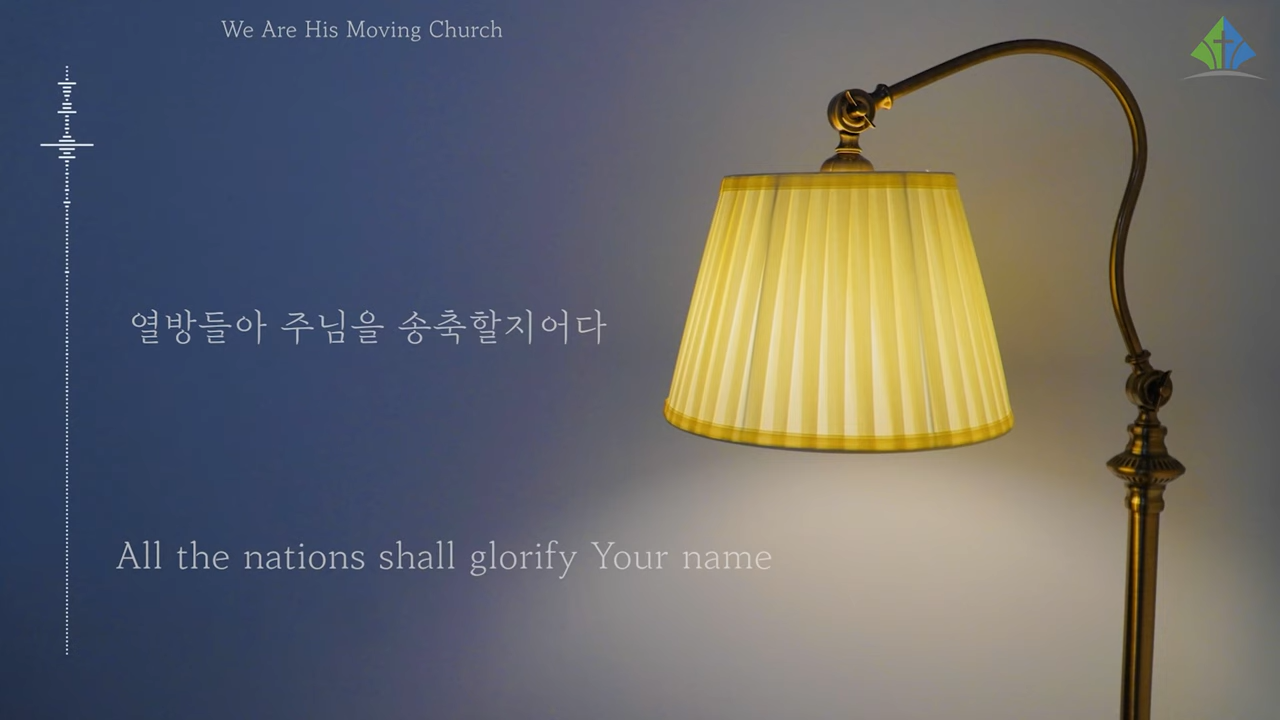 We Are His Moving Church
열방들아 주님을 송축할지어다
All the nations shall glorify Your name